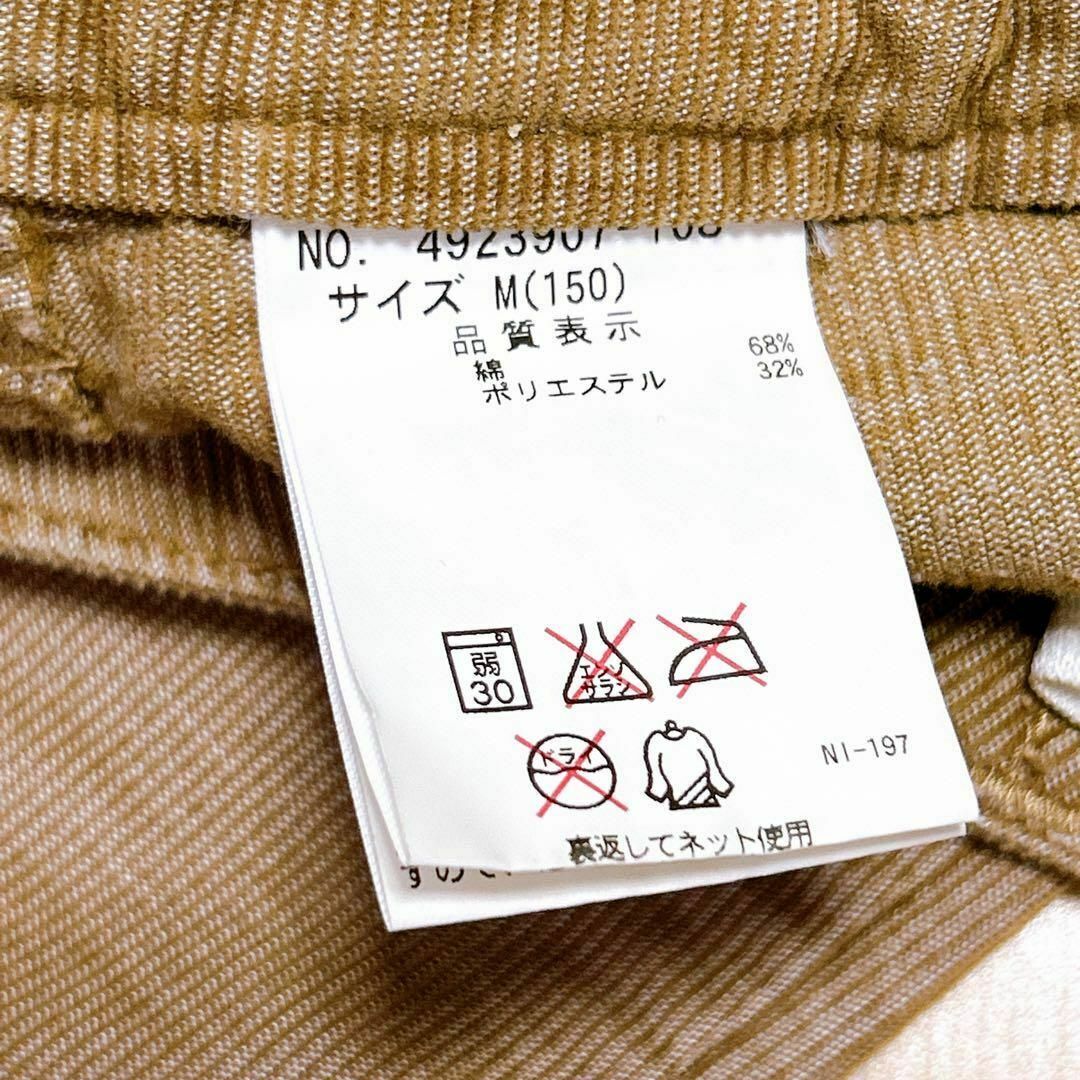 NO. 4923907-108
サイズ M(150)
品質表示
綿 68%
ポリエステル 32%
弱
30
エンソ
サラシ
ドライ
NI-197
裏返してネット使用